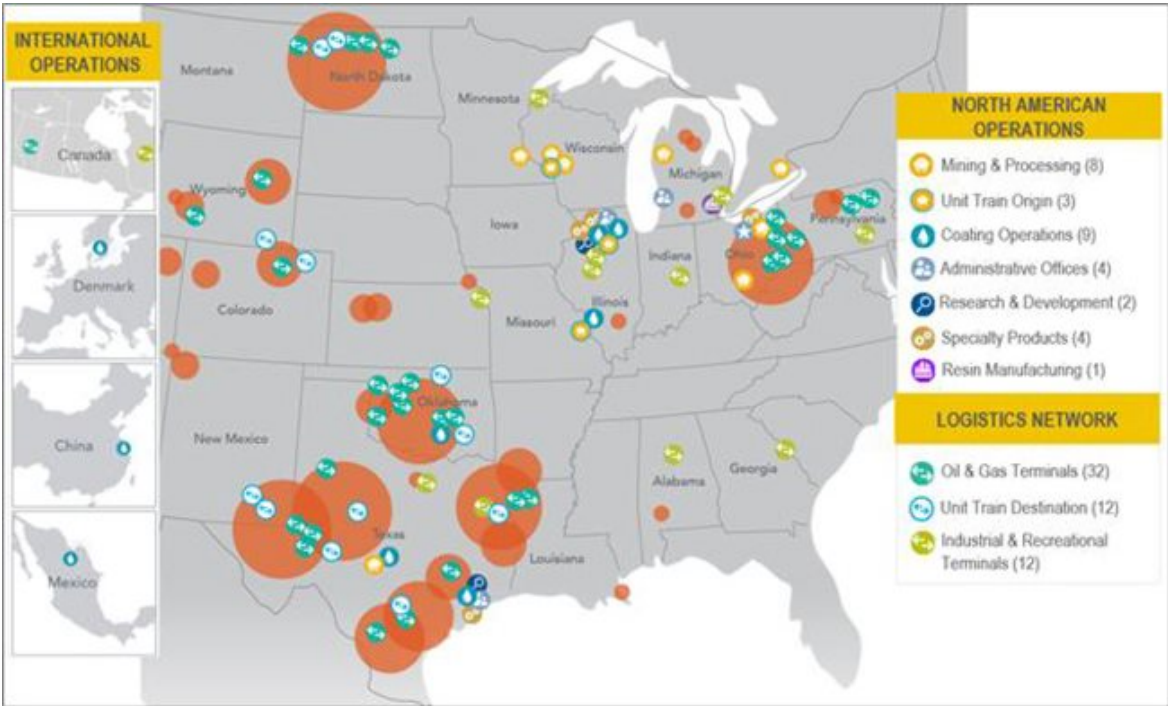 INTERNATIONAL
OPERATIONS
Canada
Denmark
China
Mexico
Montana
North Dakota
Minnesota
Wisconsin
Michigan
Wyoming
Iowa
Pennsylvania
Ohio
Indiana
Illinois
Colorado
Missouri
Oklahoma
New Mexico
Alabama
Georgia
Texas
Louisiana
2
NORTH AMERICAN
OPERATIONS
Mining & Processing (8)
Unit Train Origin (3)
Coating Operations (9)
Administrative Offices (4)
Research & Development (2)
Specialty Products (4)
Resin Manufacturing (1)
LOGISTICS NETWORK
Oil & Gas Terminals (32)
Unit Train Destination (12)
Industrial & Recreational
Terminals (12)